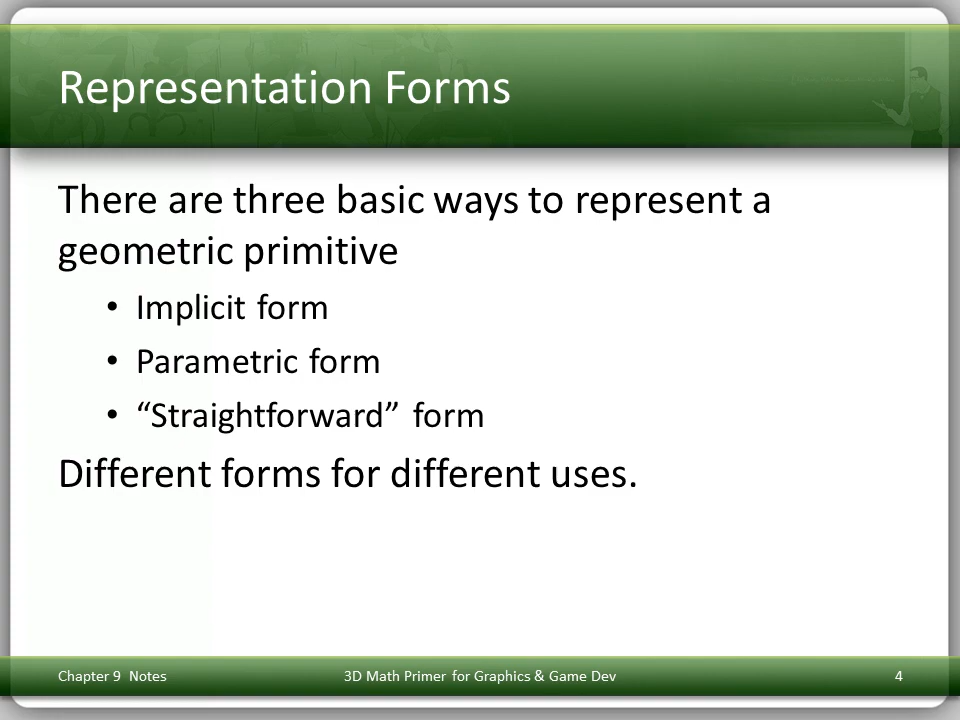 Representation Forms
There are three basic ways to represent a
geometric primitive
• Implicit form
• Parametric form
• “Straightforward” form
Different forms for different uses.
Chapter 9 Notes
3D Math Primer for Graphics & Game Dev
4